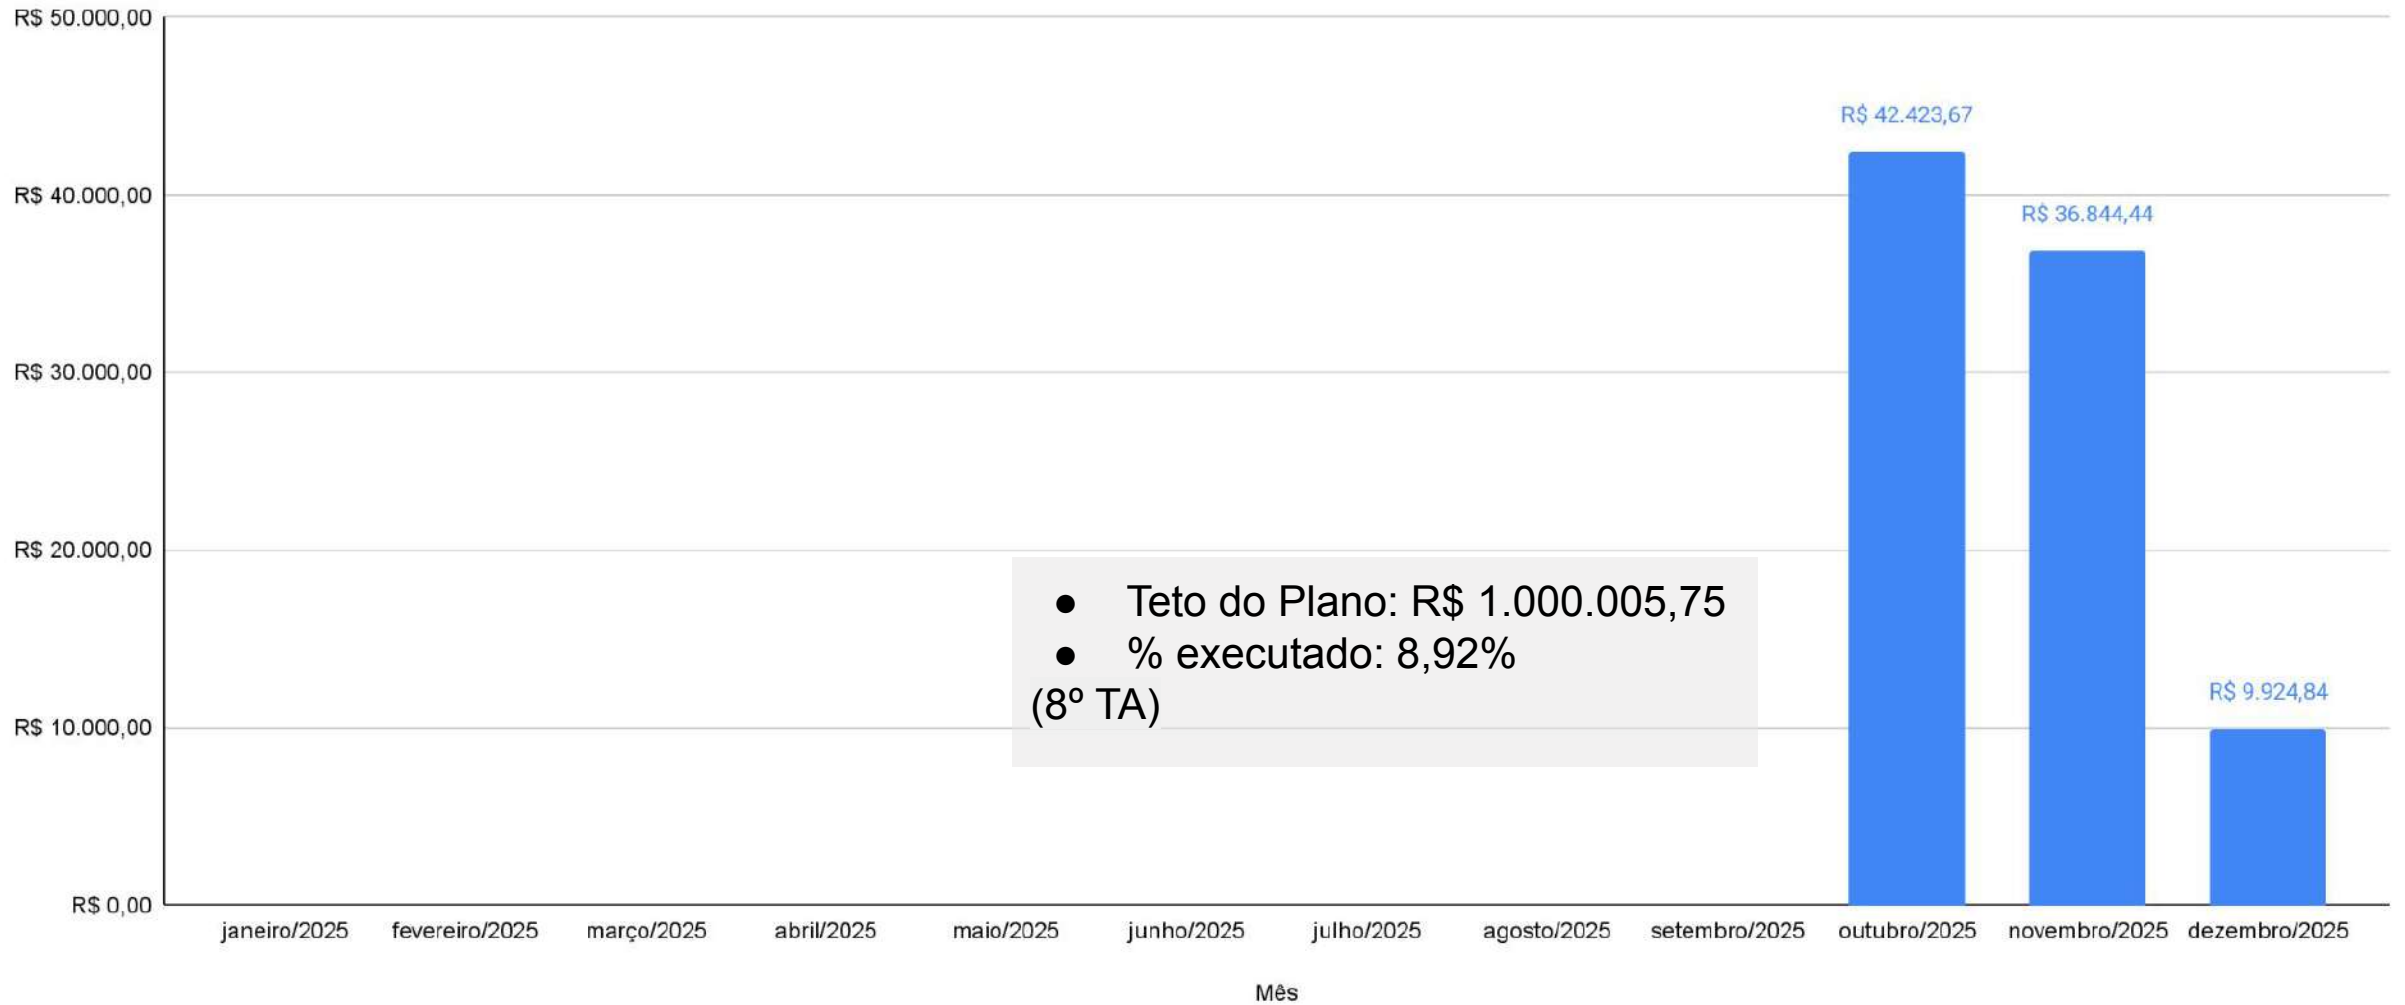 R$ 50.000,00
R$ 42.423,67
R$ 40.000,00
R$ 36.844,44
R$ 30.000,00
R$ 20.000,00
● Teto do Plano: R$ 1.000.005,75
● % executado: 8,92%
(8º TA)
R$ 9.924,84
R$ 10.000,00
R$ 0,00
janeiro/2025 fevereiro/2025 março/2025 abril/2025 maio/2025 junho/2025 julho/2025 agosto/2025 setembro/2025 outubro/2025 novembro/2025 dezembro/2025
Mês